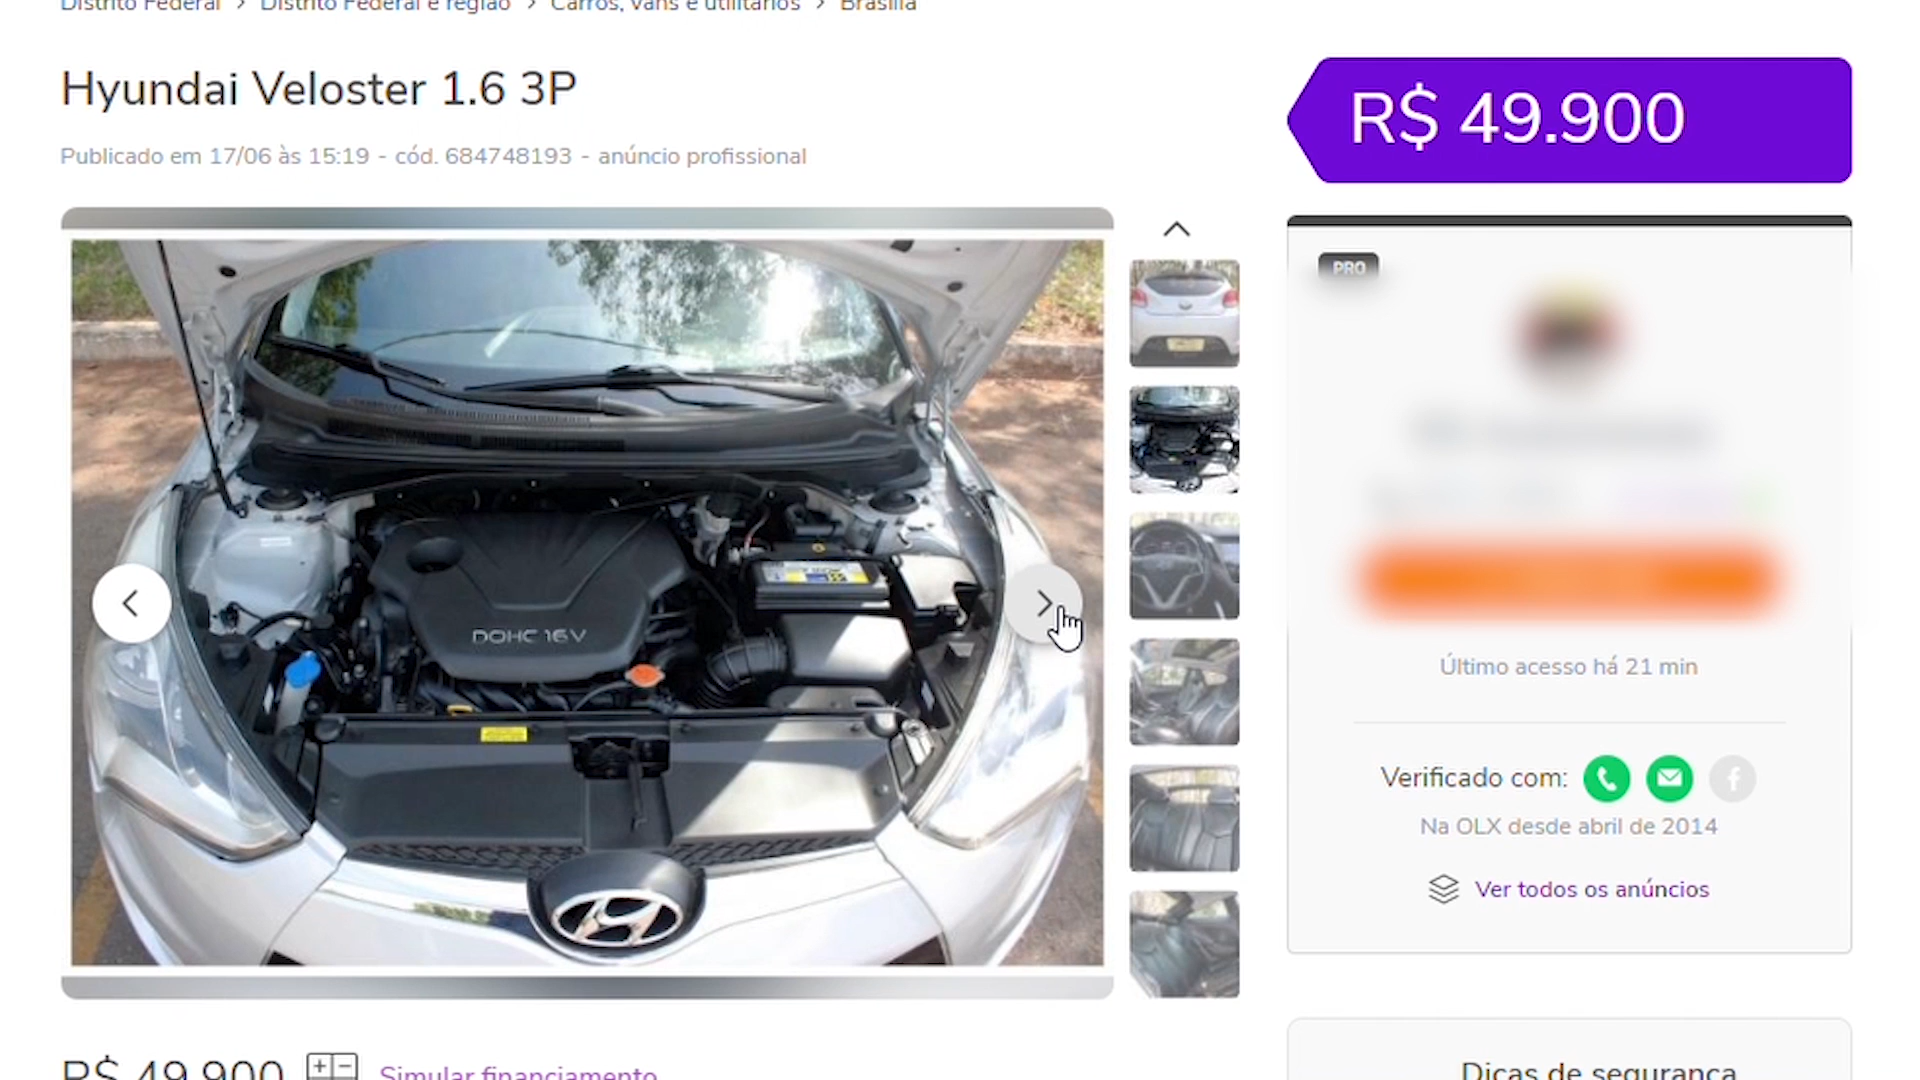 Distrito Federal > Distrito Federal e região > Carros, vans e utilitários > Brasília
Hyundai Veloster 1.6 3P
Publicado em 17/06 às 15:19 - cód. 684748193 - anúncio profissional
R$ 49.900
PRO
DOHC 16V
Último acesso há 21 min
Verificado com:
Na OLX desde abril de 2014
Ver todos os anúncios
R$ 49.900
Simular financiamento
Dicas de segurança